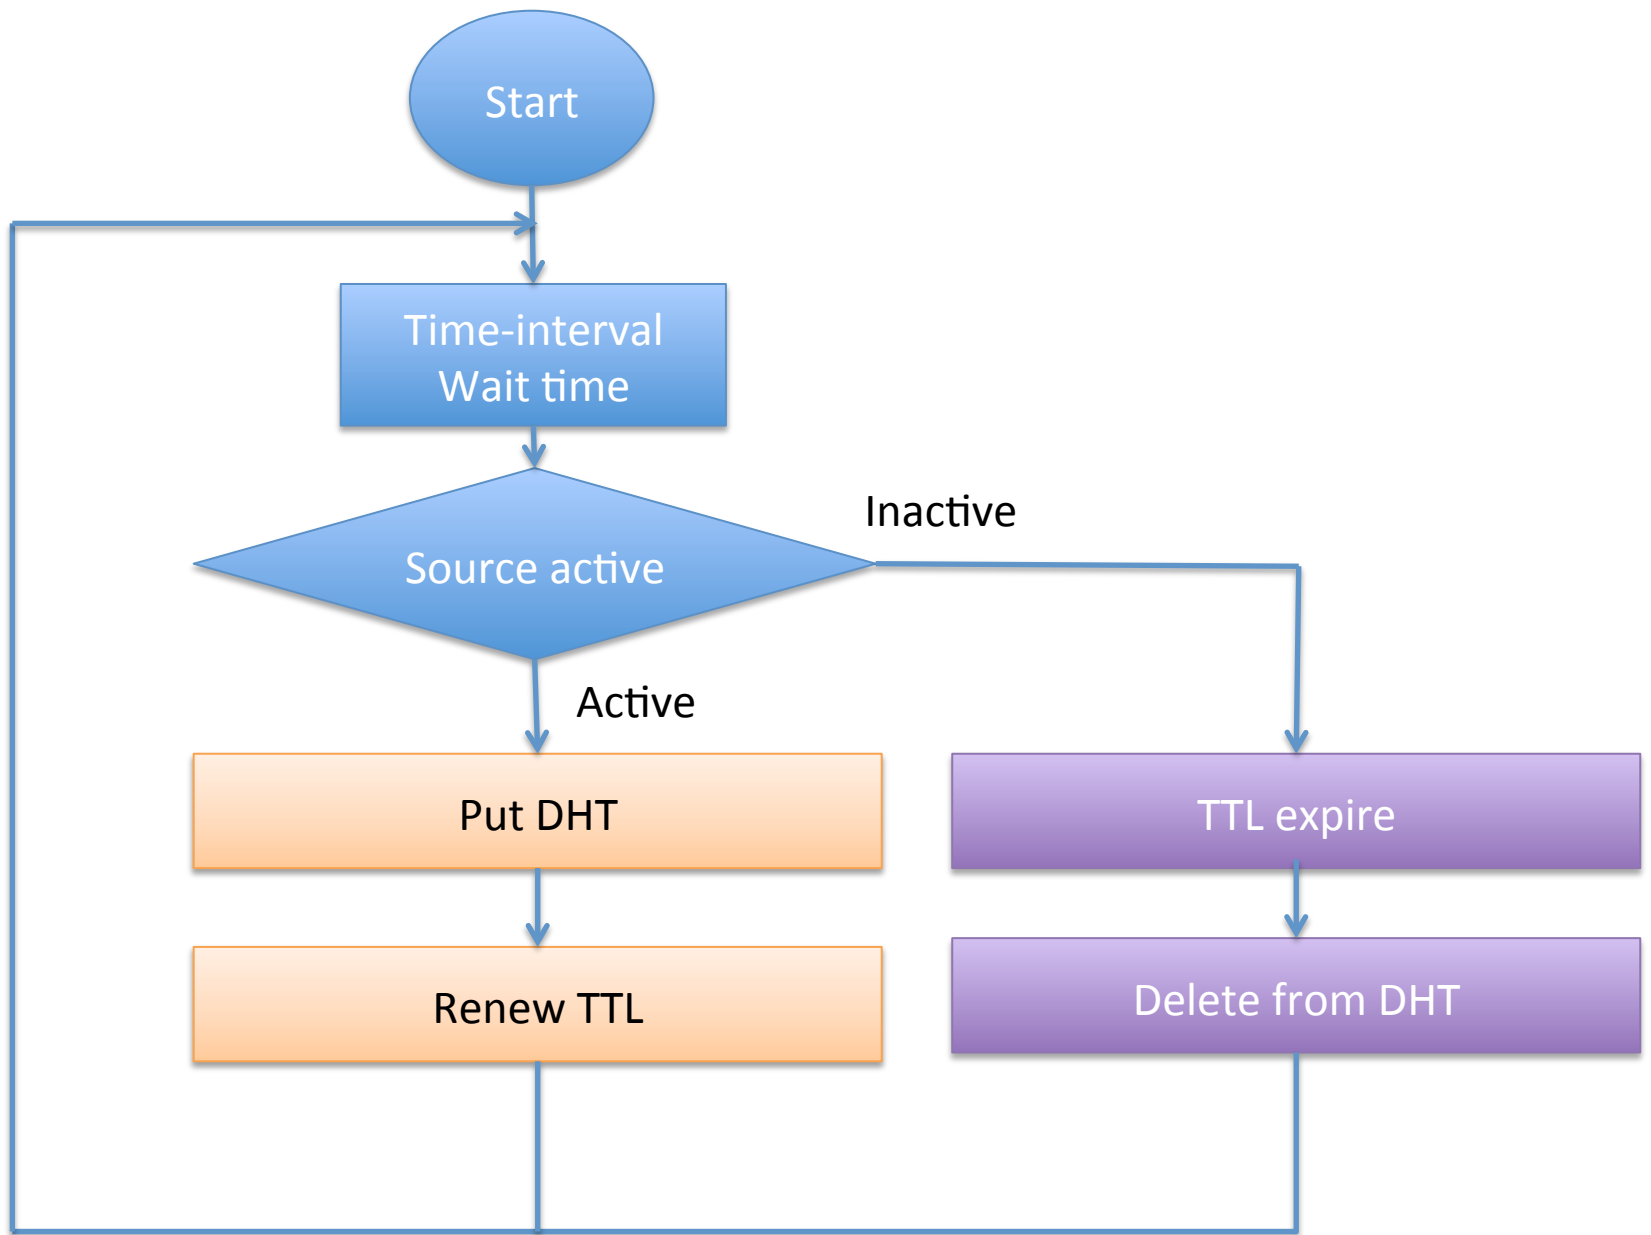 Start
Time-interval
Wait time
Source active
Inactive
Active
Put DHT
TTL expire
Renew TTL
Delete from DHT